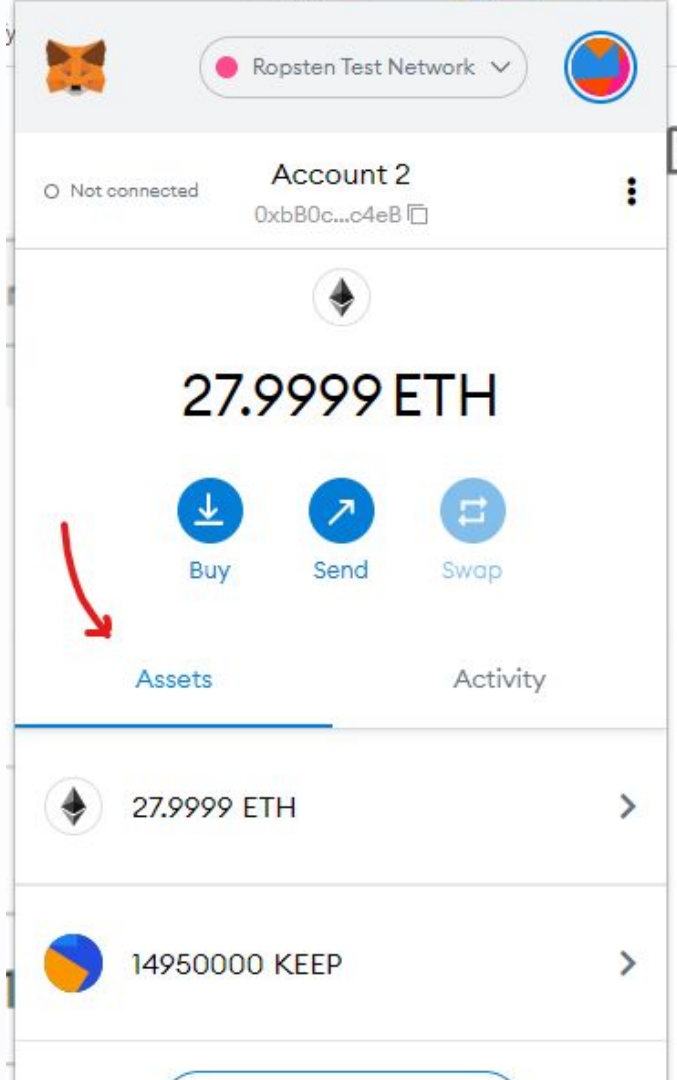 Ropsten Test Network
Not connected
Account 2
0xbB0c...c4eB
27.9999 ETH
Buy
Send
Swap
Assets
Activity
27.9999 ETH
14950000 KEEP